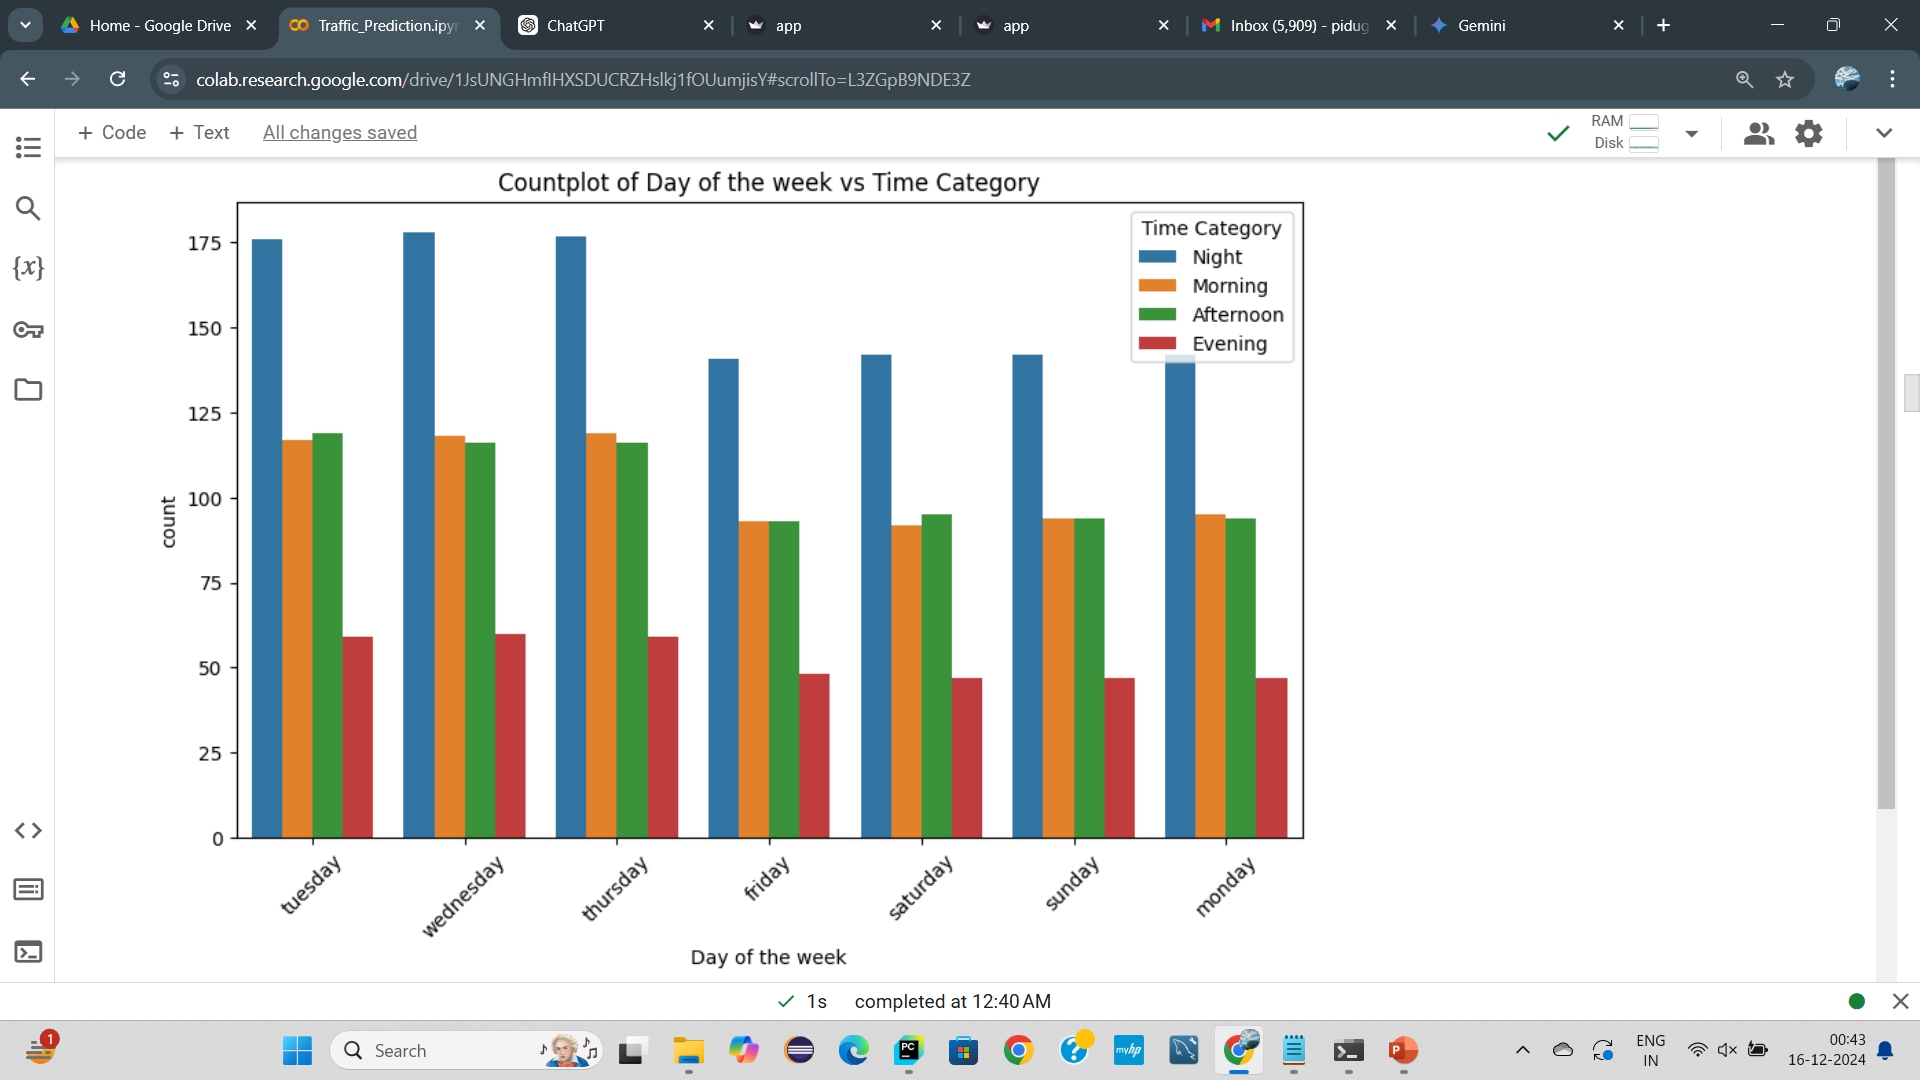 Home - Google Drive
Traffic_Prediction.ipyn
ChatGPT
app
app
Inbox (5,909) - pidug
Gemini
colab.research.google.com/drive/1JsUNGHmfIHXSDUCRZHslkj1fOUumjisY#scrollTo=L3ZGpB9NDE3Z
+ Code + Text All changes saved
RAM
Disk
{x}
Countplot of Day of the week vs Time Category
Time Category
Night
Morning
Afternoon
Evening
175
150
125
100
75
50
25
0
count
tuesday
wednesday
thursday
friday
saturday
sunday
monday
Day of the week
1s completed at 12:40 AM
1
Search
PC
myhp
P
ENG
IN
00:43
16-12-2024